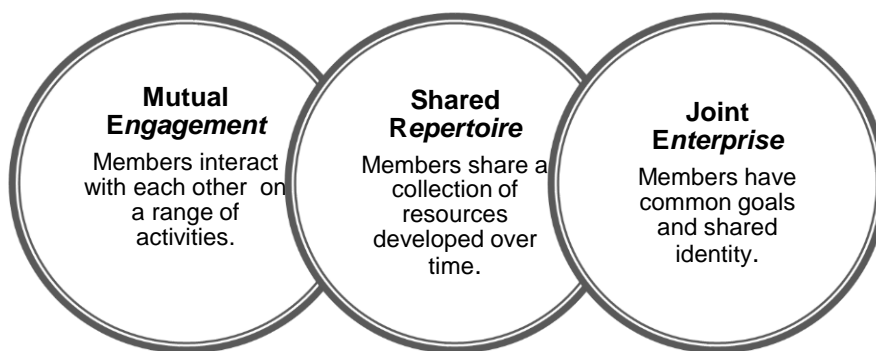 Mutual
Engagement
Members interact
with each other on
a range of
activities.
Shared
Repertoire
Members share a
collection of
resources
developed over
time.
Joint
Enterprise
Members have
common goals
and shared
identity.